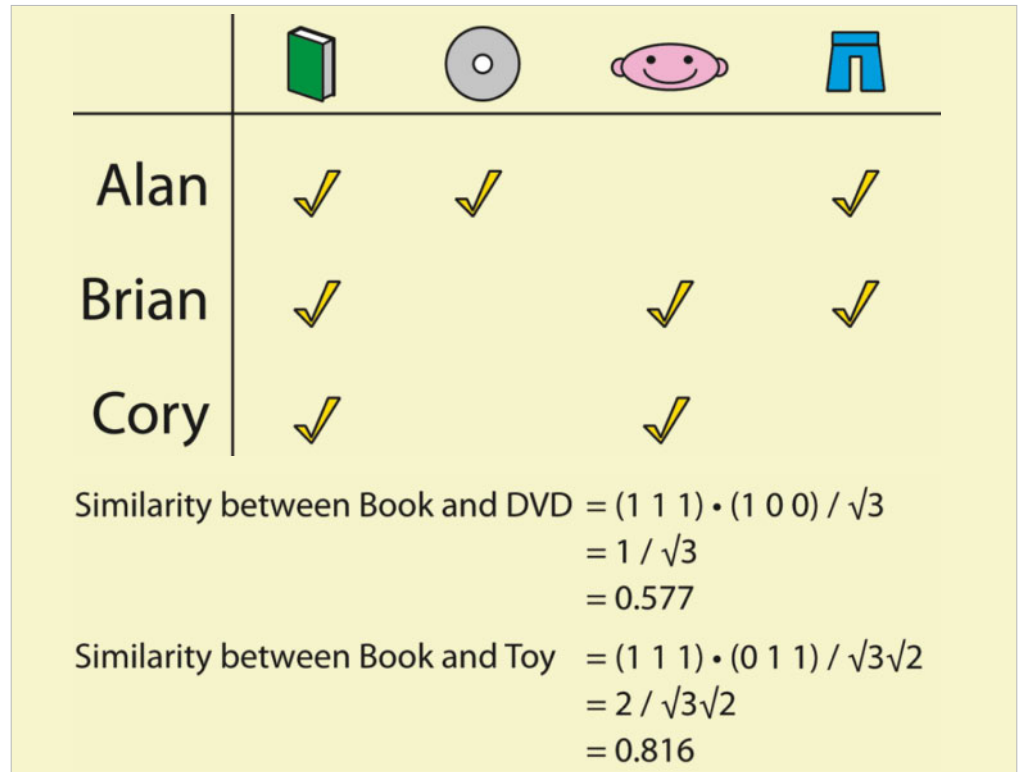 Alan
Brian
Cory
Similarity between Book and DVD = (1 1 1) • (1 0 0) / √3
= 1 / √3
= 0.577
Similarity between Book and Toy = (1 1 1) • (0 1 1) / √3√2
= 2 / √3√2
= 0.816